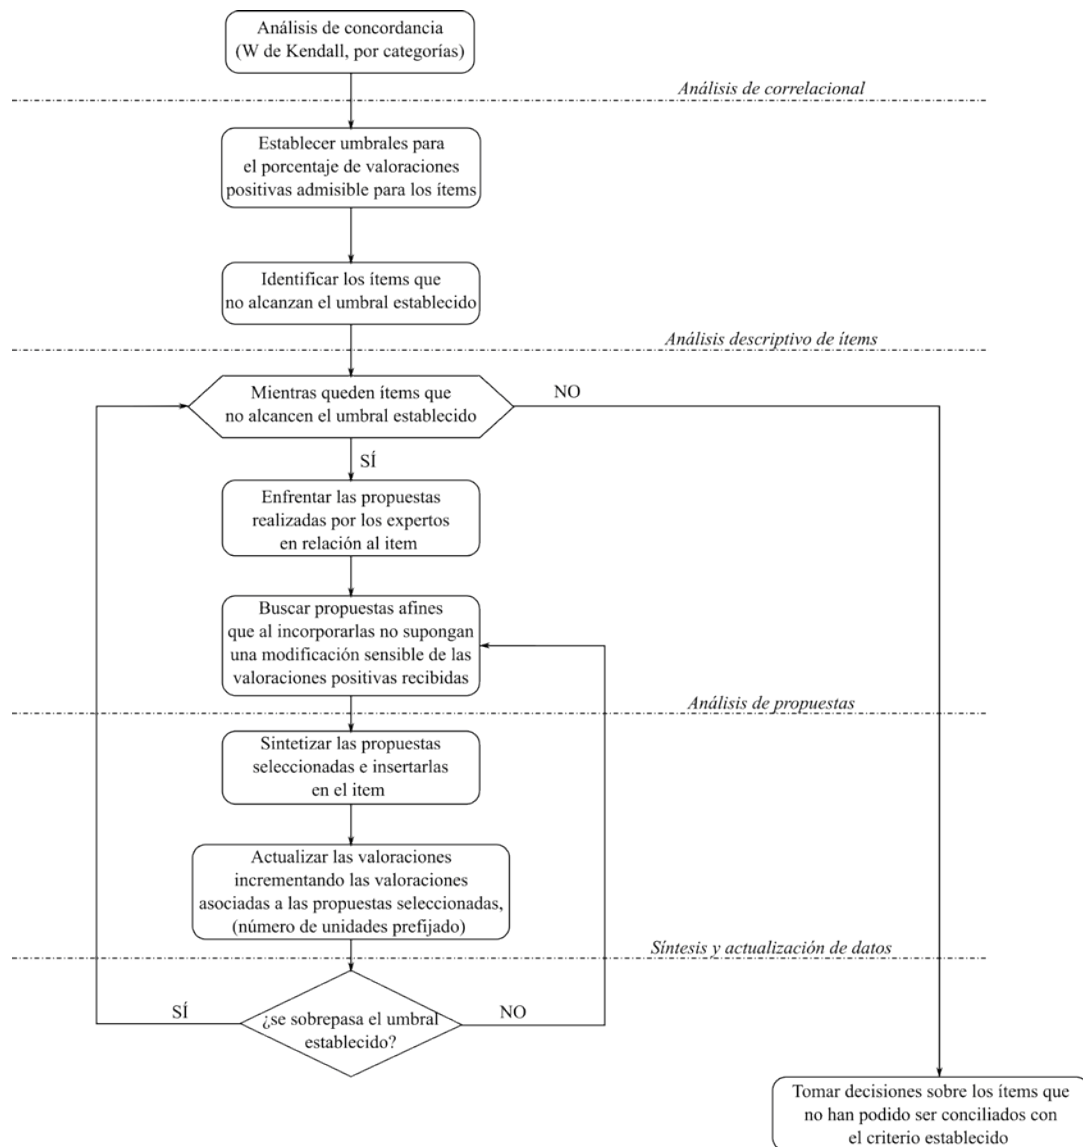 Análisis de concordancia
(W de Kendall, por categorías)
Análisis de correlacional
Establecer umbrales para
el porcentaje de valoraciones
positivas admisible para los ítems
Identificar los ítems que
no alcanzan el umbral establecido
Análisis descriptivo de ítems
Mientras queden ítems que
no alcancen el umbral establecido
NO
SÍ
Enfrentar las propuestas
realizadas por los expertos
en relación al item
Buscar propuestas afines
que al incorporarlas no supongan
una modificación sensible de las
valoraciones positivas recibidas
Análisis de propuestas
Sintetizar las propuestas
seleccionadas e insertarlas
en el item
Actualizar las valoraciones
incrementando las valoraciones
asociadas a las propuestas seleccionadas,
(número de unidades prefijado)
Síntesis y actualización de datos
SÍ
¿se sobrepasa el umbral
establecido?
NO
Tomar decisiones sobre los ítems que
no han podido ser conciliados con
el criterio establecido